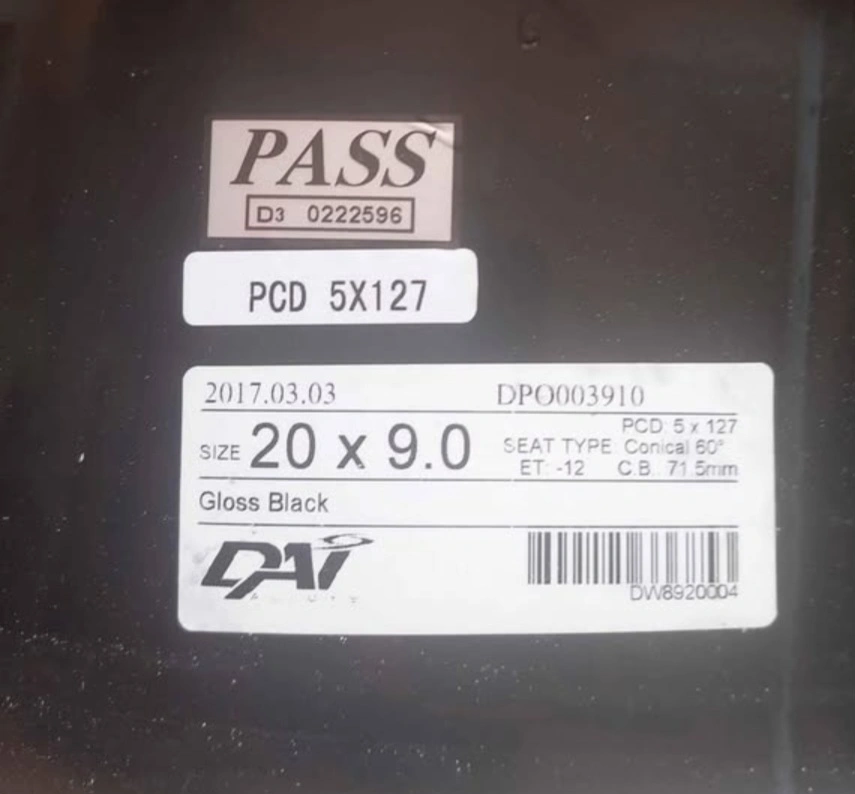 PASS
D3 0222596
PCD 5X127
2017.03.03 DPO003910
SIZE 20 x 9.0
PCD: 5 x 127
SEAT TYPE: Conical 60°
ET: -12 C.B.: 71.5mm
Gloss Black
DAI
DW8920004